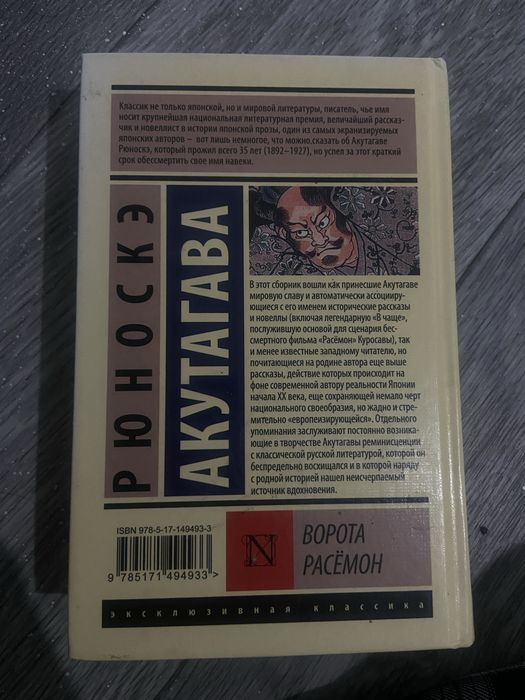 Классик не только японской, но и мировой литературы, писатель, чье имя
носит крупнейшая национальная литературная премия, величайший рассказ-
чик и новеллист в истории японской прозы, один из самых экранизируемых
японских авторов – вот лишь немногое, что можно сказать об Акутагаве
Рюноскэ, который прожил всего 35 лет (1892–1927), но успел за этот краткий
срок обессмертить свое имя навеки.
РЮНОСКЭ
АКУТАГАВА
В этот сборник вошли как принесшие Акутагаве
мировую славу и автоматически ассоцииру-
ющиеся с его именем исторические рассказы
и новеллы (включая легендарную «В чаще»,
послужившую основой для сценария бес-
смертного фильма «Расёмон» Куросавы), так
и менее известные западному читателю, но
почитающиеся на родине автора еще выше
рассказы, действие которых происходит на
фоне современной автору реальности Японии
начала XX века, еще сохраняющей немало черт
национального своеобразия, но жадно и стре-
мительно «европеизирующейся». Отдельного
упоминания заслуживают постоянно возникаю-
щие в творчестве Акутагавы реминисценции
с классической русской литературой, которой он
беспредельно восхищался и в которой наряду
с родной историей нашел неисчерпаемый
источник вдохновения.
ISBN 978-5-17-149493-3
9 785171 494933 >
N
ВОРОТА
РАСЁМОН
эксклюзивная классика